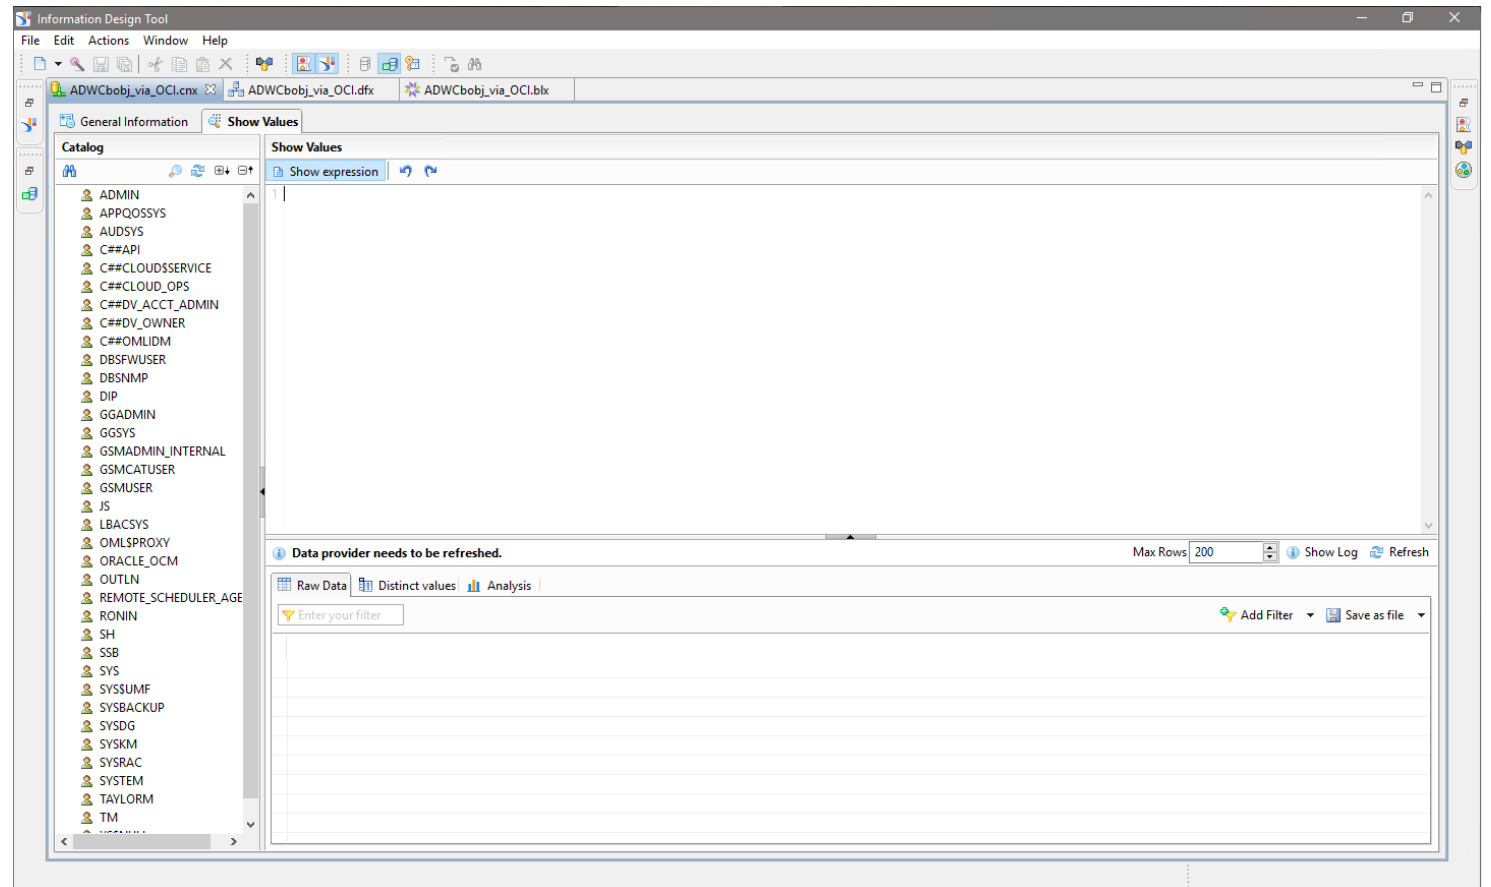 Information Design Tool
File Edit Actions Window Help
ADWCbobj_via_OCI.cnx ADWCbobj_via_OCI.dfx ADWCbobj_via_OCI.blx
General Information Show Values
Catalog
Show Values
Show expression
1
ADMIN
APPQOSSYS
AUDSYS
C##API
C##CLOUD$SERVICE
C##CLOUD_OPS
C##DV_ACCT_ADMIN
C##DV_OWNER
C##OMLIDM
DBSFWUSER
DBSNMP
DIP
GGADMIN
GGSYS
GSMADMIN_INTERNAL
GSMCATUSER
GSMUSER
JS
LBACSYS
OML$PROXY
ORACLE_OCM
OUTLN
REMOTE_SCHEDULER_AGE
RONIN
SH
SSB
SYS
SYS$UMF
SYSBACKUP
SYSDG
SYSKM
SYSRAC
SYSTEM
TAYLORM
TM
Data provider needs to be refreshed.
Max Rows 200 Show Log Refresh
Raw Data Distinct values Analysis
Enter your filter
Add Filter Save as file